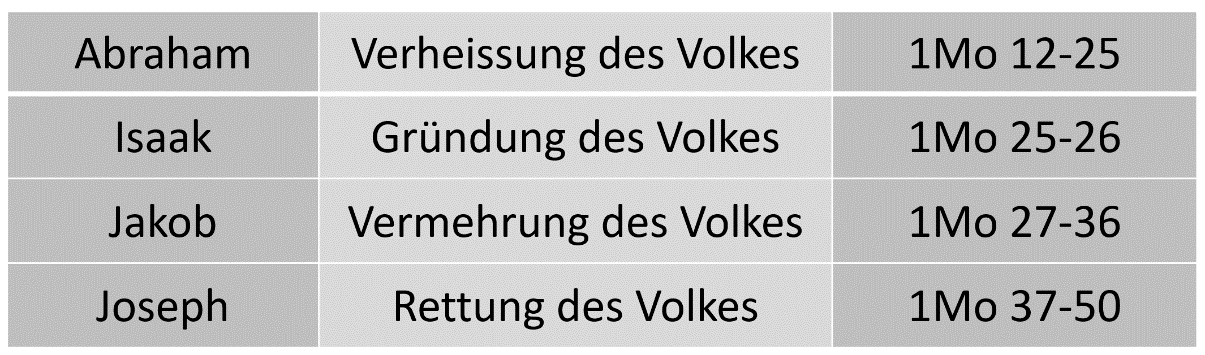 Abraham Verheissung des Volkes 1Mo 12-25
Isaak Gründung des Volkes 1Mo 25-26
Jakob Vermehrung des Volkes 1Mo 27-36
Joseph Rettung des Volkes 1Mo 37-50